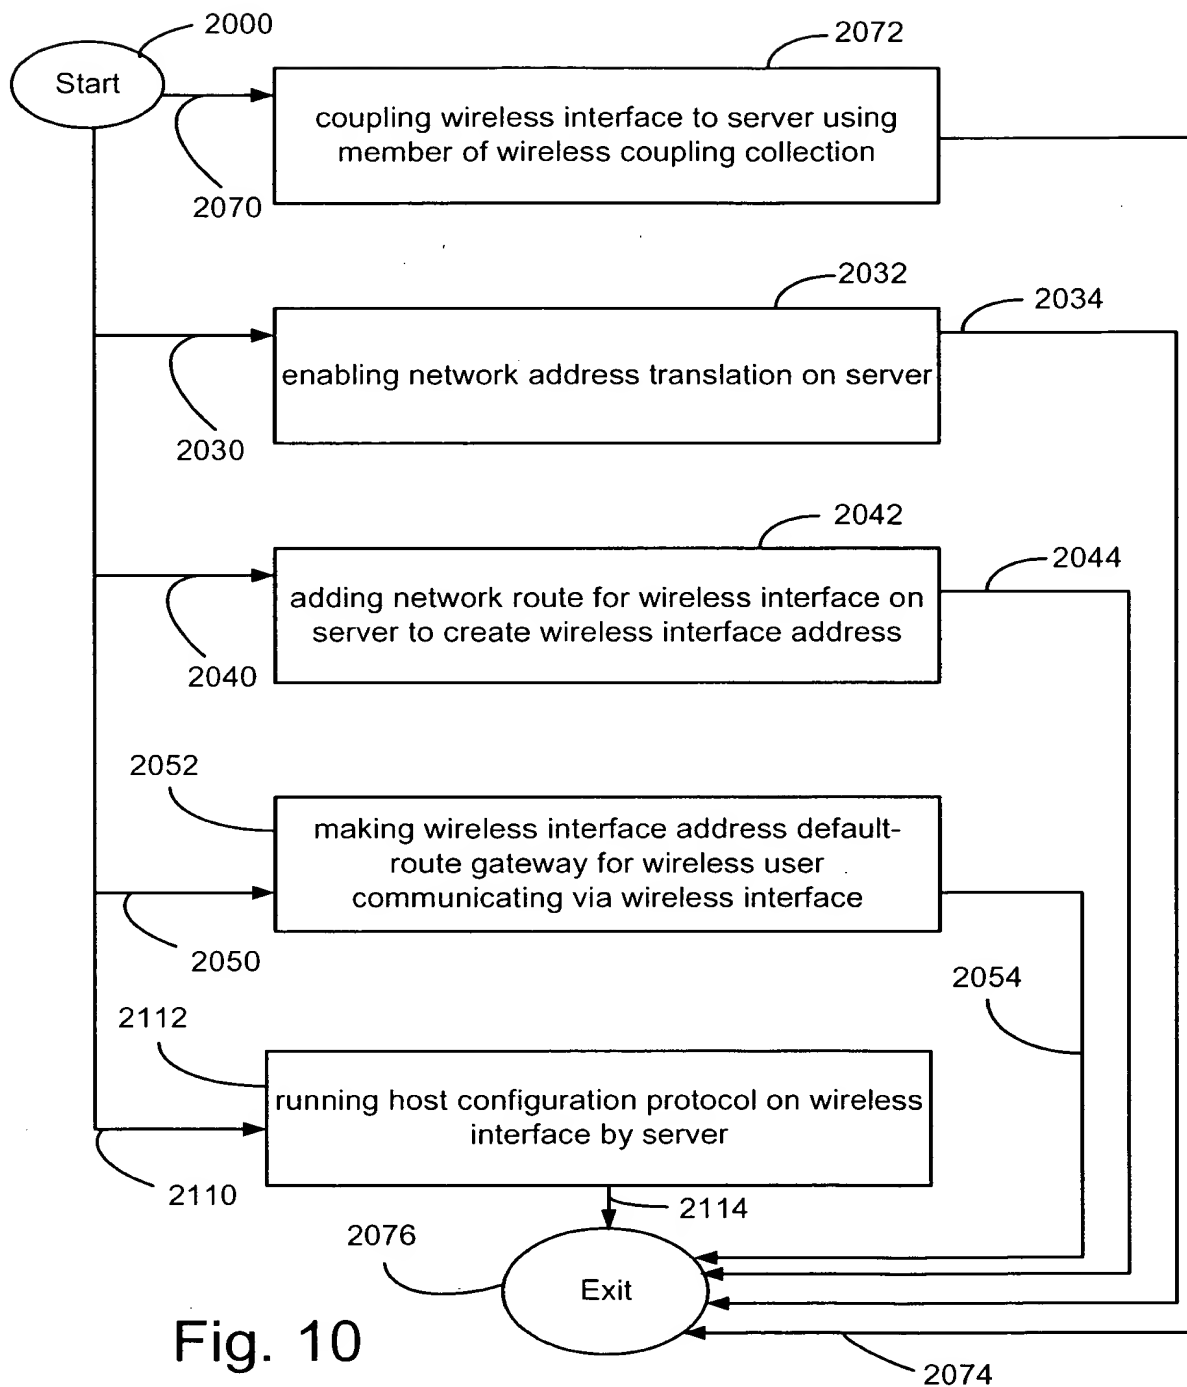 2000
Start
2072
coupling wireless interface to server using
member of wireless coupling collection
2070
2032
2034
enabling network address translation on server
2030
2042
2044
adding network route for wireless interface on
server to create wireless interface address
2040
2052
making wireless interface address default-
route gateway for wireless user
communicating via wireless interface
2050
2054
2112
running host configuration protocol on wireless
interface by server
2110
2114
2076
Exit
Fig. 10
2074